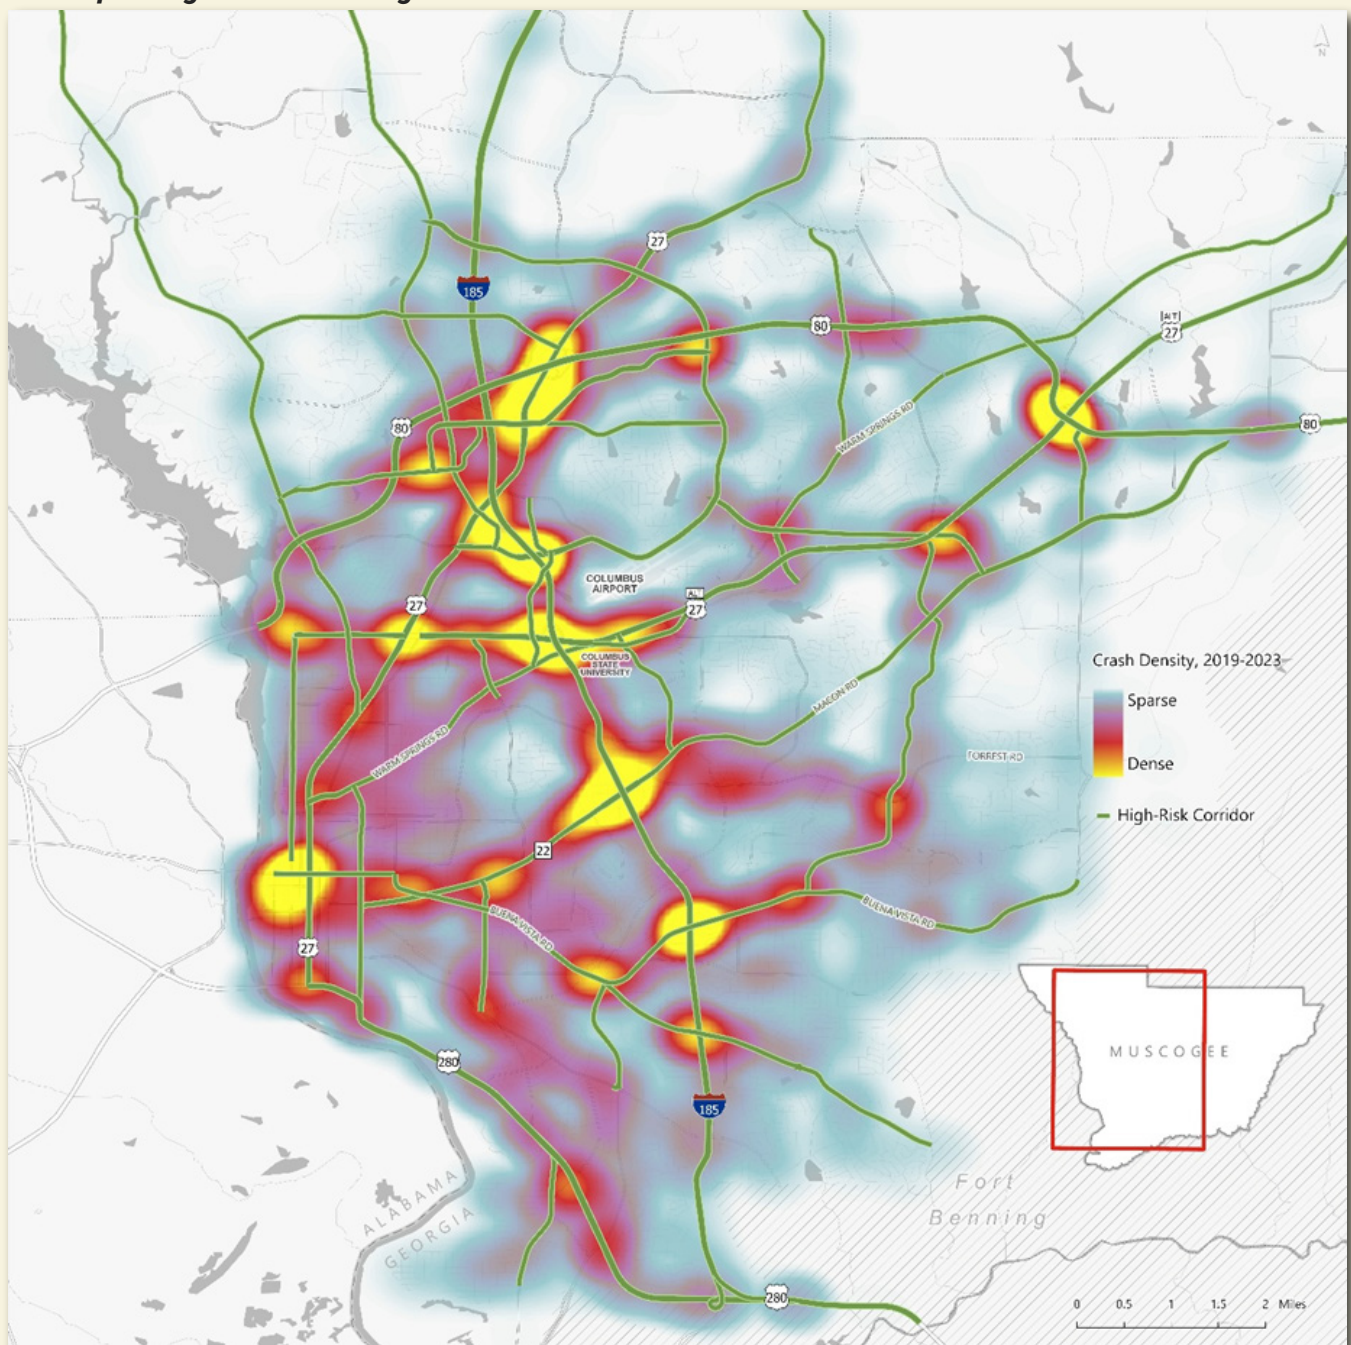 N
27
185
80
ALT
27
80
WARM SPRINGS RD
80
COLUMBUS
AIRPORT
27
ALT
27
COLUMBUS
STATE
UNIVERSITY
Crash Density, 2019-2023
Sparse
Dense
High-Risk Corridor
MACON RD
WARM SPRINGS RD
FORREST RD
22
BUENA VISTA RD
BUENA VISTA RD
27
280
185
MUSCOGEE
ALABAMA
GEORGIA
Fort
Benning
280
0 0.5 1 1.5 2 Miles